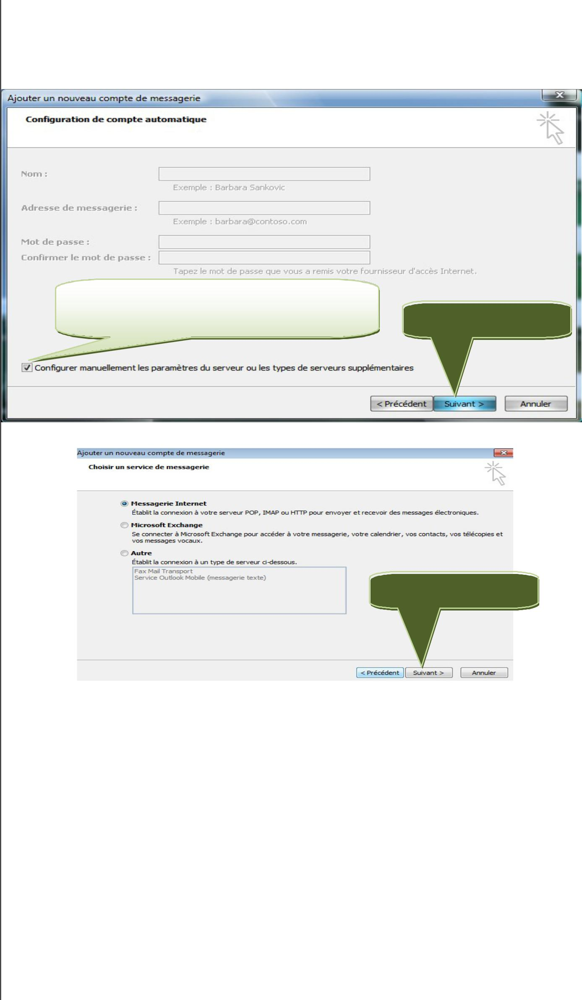 Ajouter un nouveau compte de messagerie
Configuration de compte automatique
Nom :
Exemple : Barbara Sankovic
Adresse de messagerie :
Exemple : barbara@contoso.com
Mot de passe :
Confirmer le mot de passe :
Tapez le mot de passe que vous a remis votre fournisseur d'accès Internet.
Configurer manuellement les paramètres du serveur ou les types de serveurs supplémentaires
< Précédent Suivant > Annuler
Ajouter un nouveau compte de messagerie
Choisir un service de messagerie
Messagerie Internet
Établit la connexion à votre serveur POP, IMAP ou HTTP pour envoyer et recevoir des messages électroniques.
Microsoft Exchange
Se connecter à Microsoft Exchange pour accéder à votre messagerie, votre calendrier, vos contacts, vos télécopies et
vos messages vocaux.
Autre
Établit la connexion à un type de serveur ci-dessous.
Fax Mail Transport
Service Outlook Mobile (messagerie texte)
< Précédent Suivant > Annuler